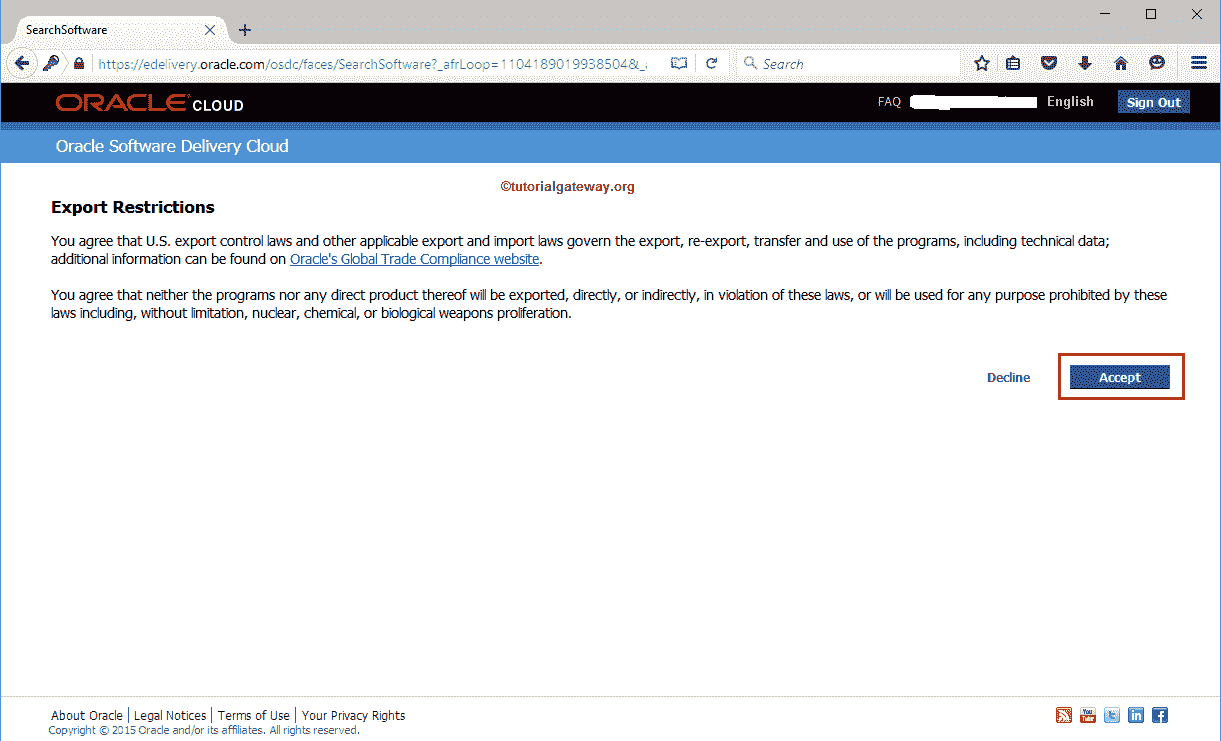 SearchSoftware
https://edelivery.oracle.com/osdc/faces/SearchSoftware?_afrLoop=1104189019938504&_
Search
ORACLE CLOUD
FAQ
English
Sign Out
Oracle Software Delivery Cloud
©tutorialgateway.org
Export Restrictions
You agree that U.S. export control laws and other applicable export and import laws govern the export, re-export, transfer and use of the programs, including technical data;
additional information can be found on Oracle's Global Trade Compliance website.
You agree that neither the programs nor any direct product thereof will be exported, directly, or indirectly, in violation of these laws, or will be used for any purpose prohibited by these
laws including, without limitation, nuclear, chemical, or biological weapons proliferation.
Decline
Accept
About Oracle | Legal Notices | Terms of Use | Your Privacy Rights
Copyright © 2015 Oracle and/or its affiliates. All rights reserved.
You Tube
in
f